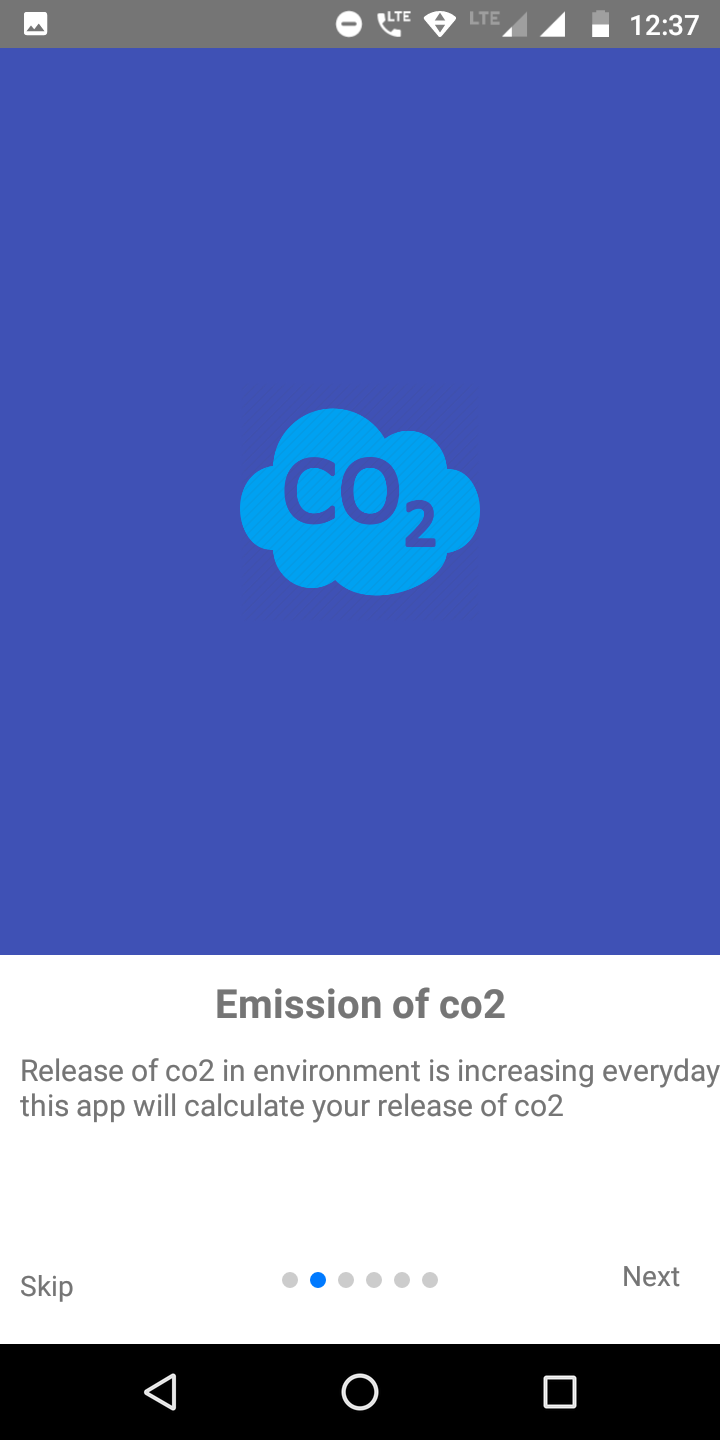 LTE LTE 12:37
CO2
Emission of co2
Release of co2 in environment is increasing everyday
this app will calculate your release of co2
Skip Next